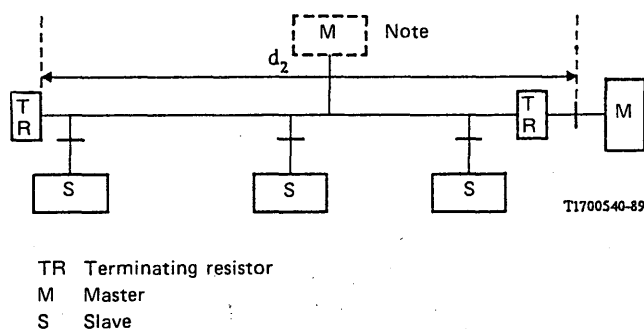 M Note
d2
T
R
T
R
M
S
S
S
T1700540-89
TR Terminating resistor
M Master
S Slave